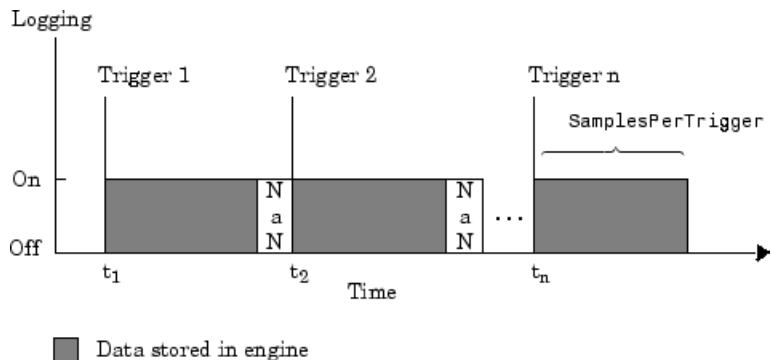 Logging
Trigger 1
Trigger 2
Trigger n
SamplesPerTrigger
On
N
a
N
N
a
N
...
Off
t1
t2
tn
Time
Data stored in engine